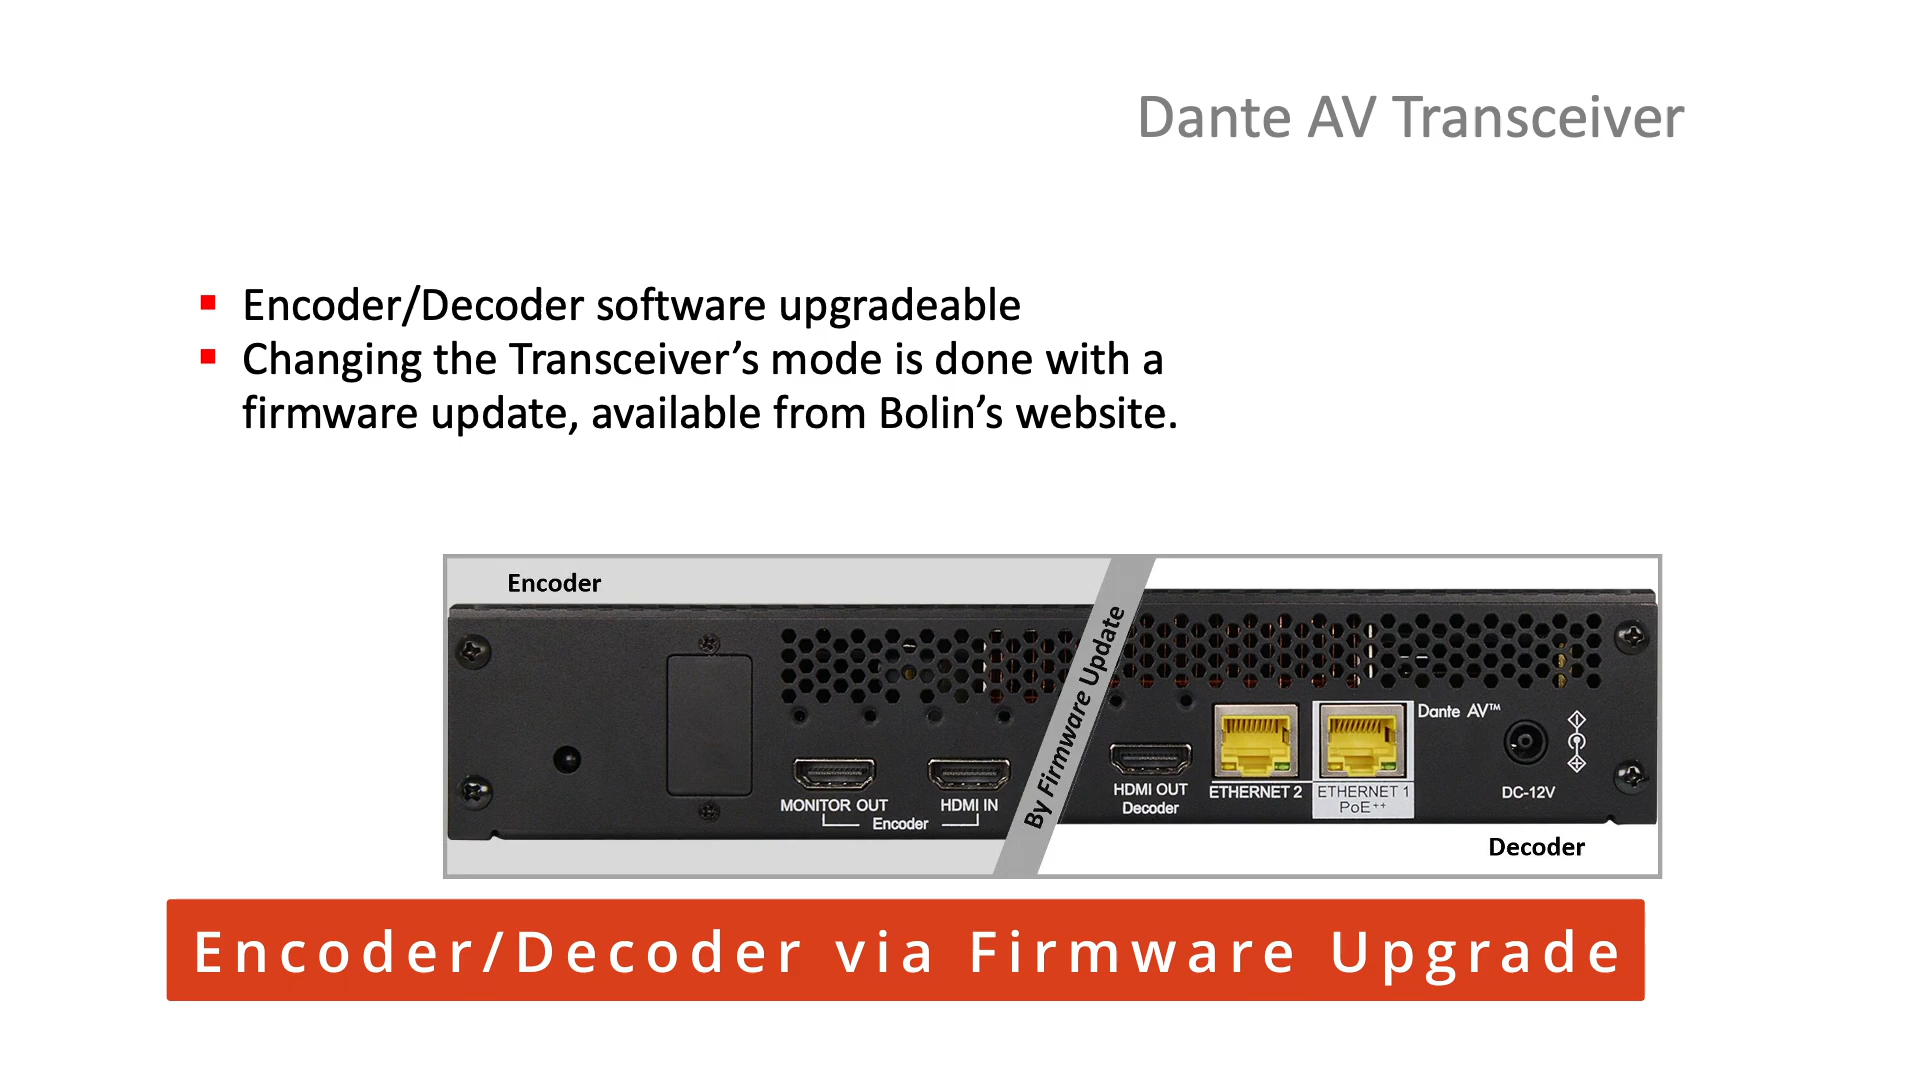 Dante AV Transceiver
Encoder/Decoder software upgradeable
Changing the Transceiver’s mode is done with a
firmware update, available from Bolin’s website.
Encoder
By Firmware Update
Dante AV™
MONITOR OUT
HDMI IN
Encoder
HDMI OUT
Decoder
ETHERNET 2
ETHERNET 1
PoE++
DC-12V
Decoder
Encoder/Decoder via Firmware Upgrade